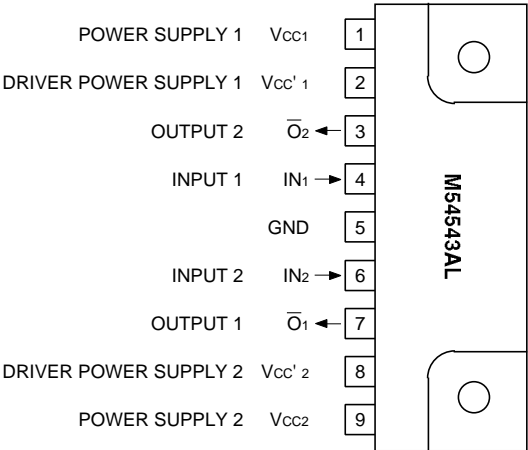 POWER SUPPLY 1 Vcc1 1
DRIVER POWER SUPPLY 1 Vcc' 1 2
OUTPUT 2 O̅2 3
INPUT 1 IN1 4
GND 5
INPUT 2 IN2 6
OUTPUT 1 O̅1 7
DRIVER POWER SUPPLY 2 Vcc' 2 8
POWER SUPPLY 2 Vcc2 9
M54543AL